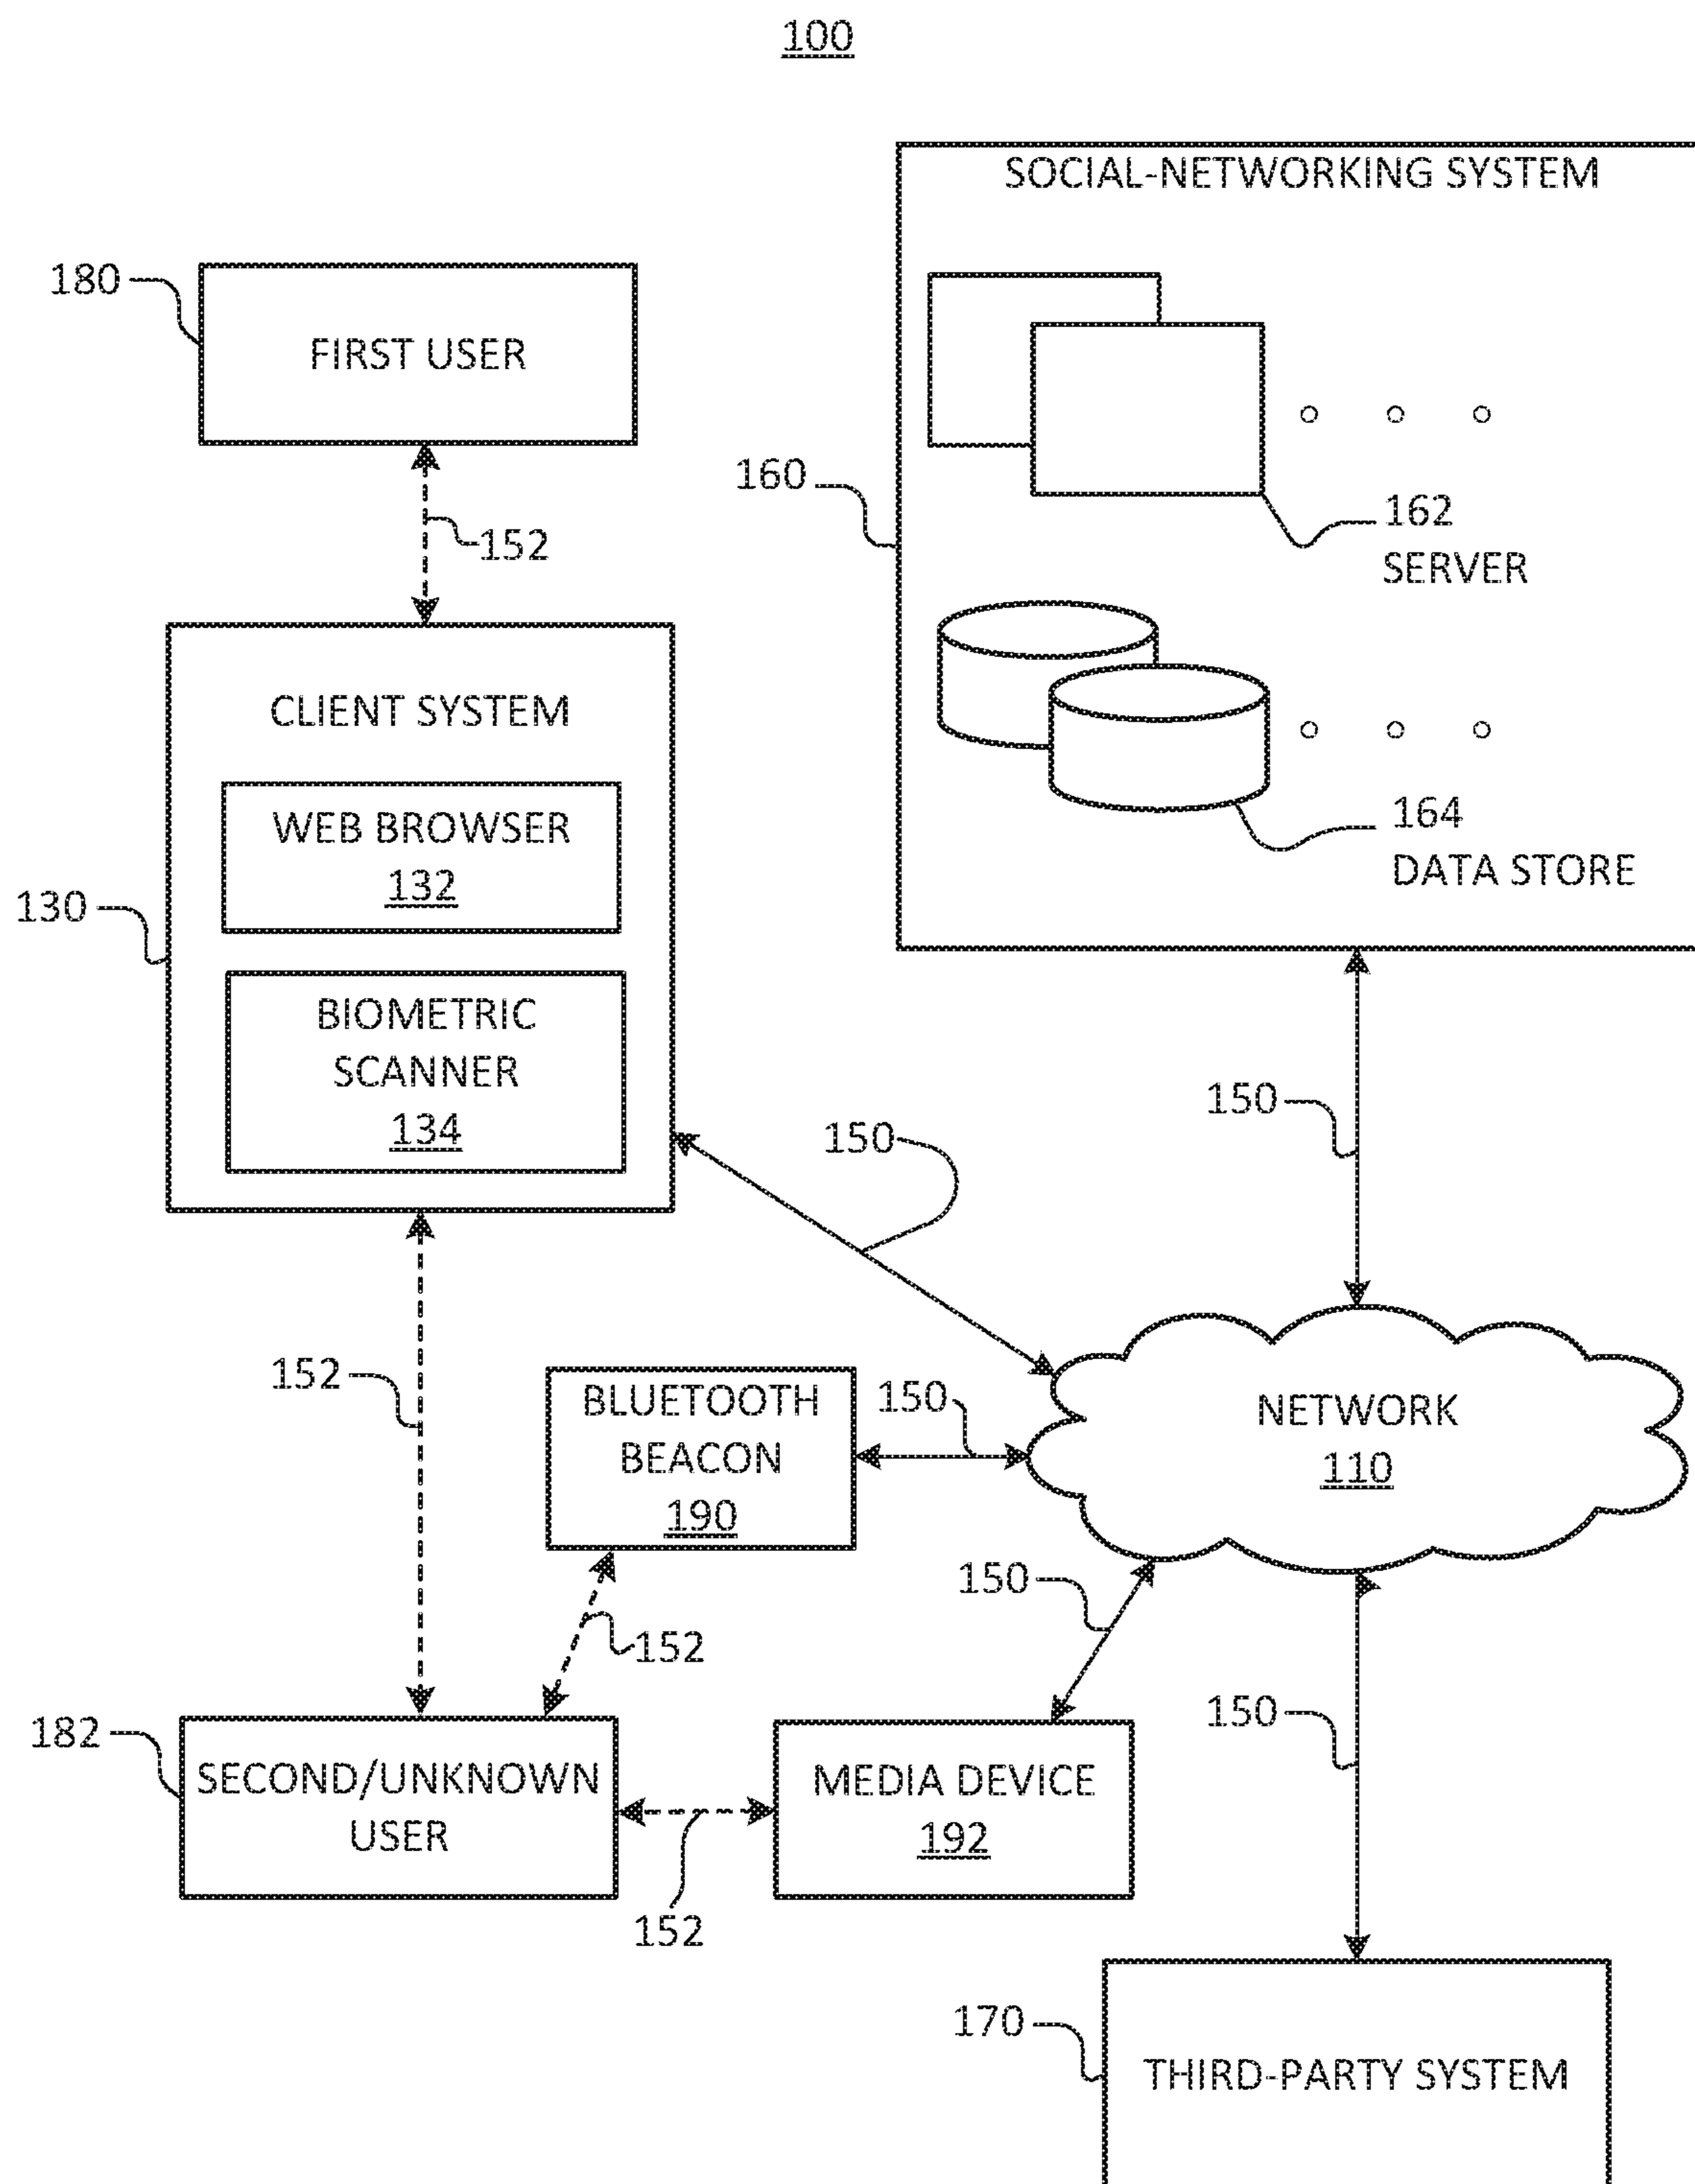 100
SOCIAL-NETWORKING SYSTEM
180
FIRST USER
160
162
SERVER
152
CLIENT SYSTEM
WEB BROWSER
132
164
DATA STORE
130
BIOMETRIC
SCANNER
134
150
150
152
BLUETOOTH
BEACON
190
150
NETWORK
110
150
152
150
182
SECOND/UNKNOWN
USER
MEDIA DEVICE
192
152
170
THIRD-PARTY SYSTEM